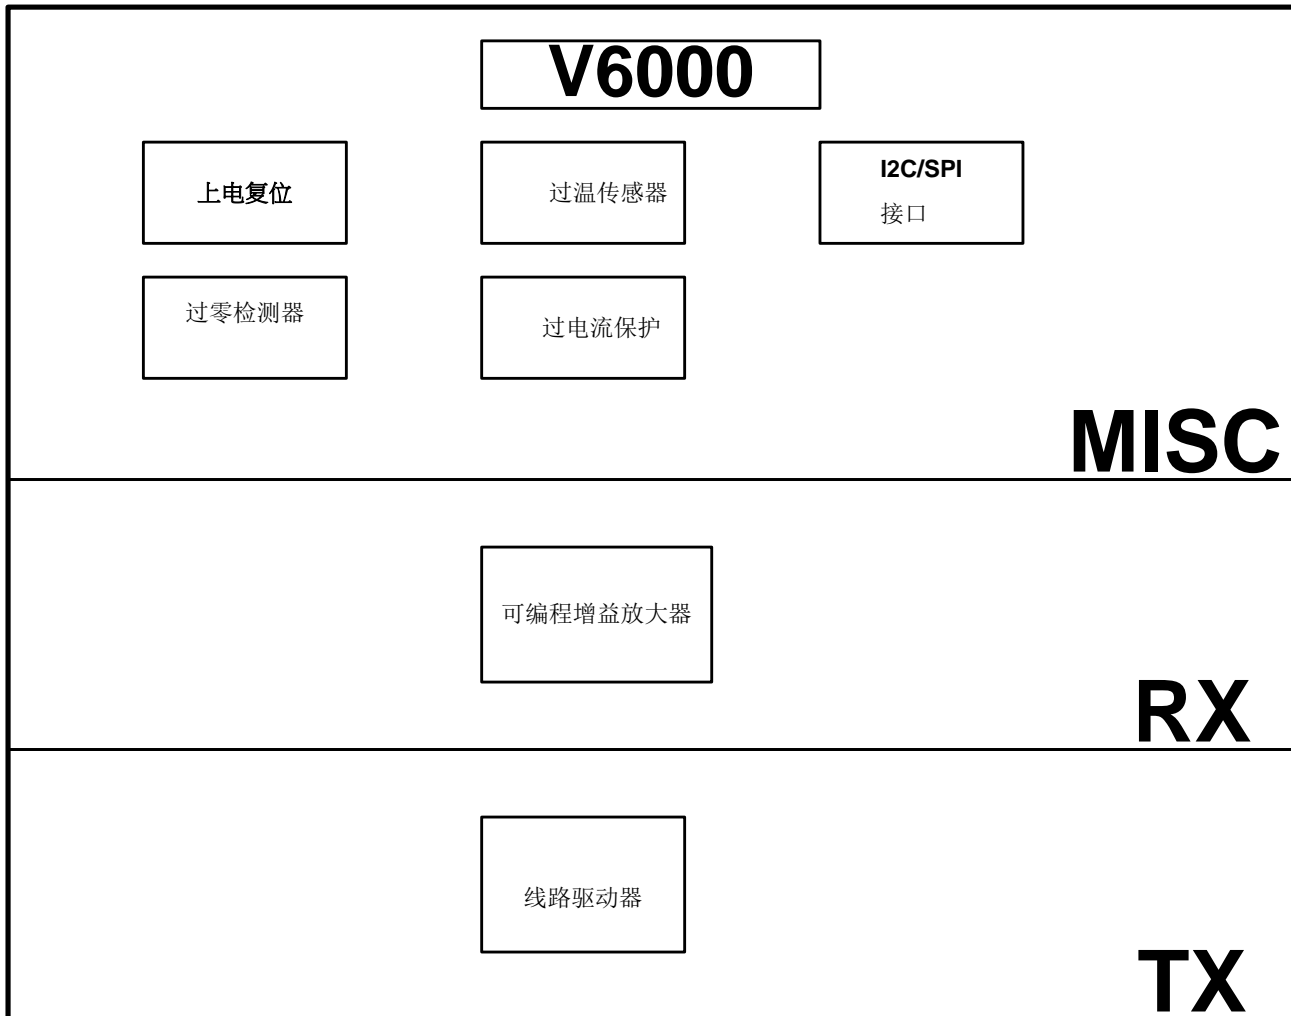 V6000
上电复位
过温传感器
I2C/SPI
接口
过零检测器
过电流保护
MISC
可编程增益放大器
RX
线路驱动器
TX